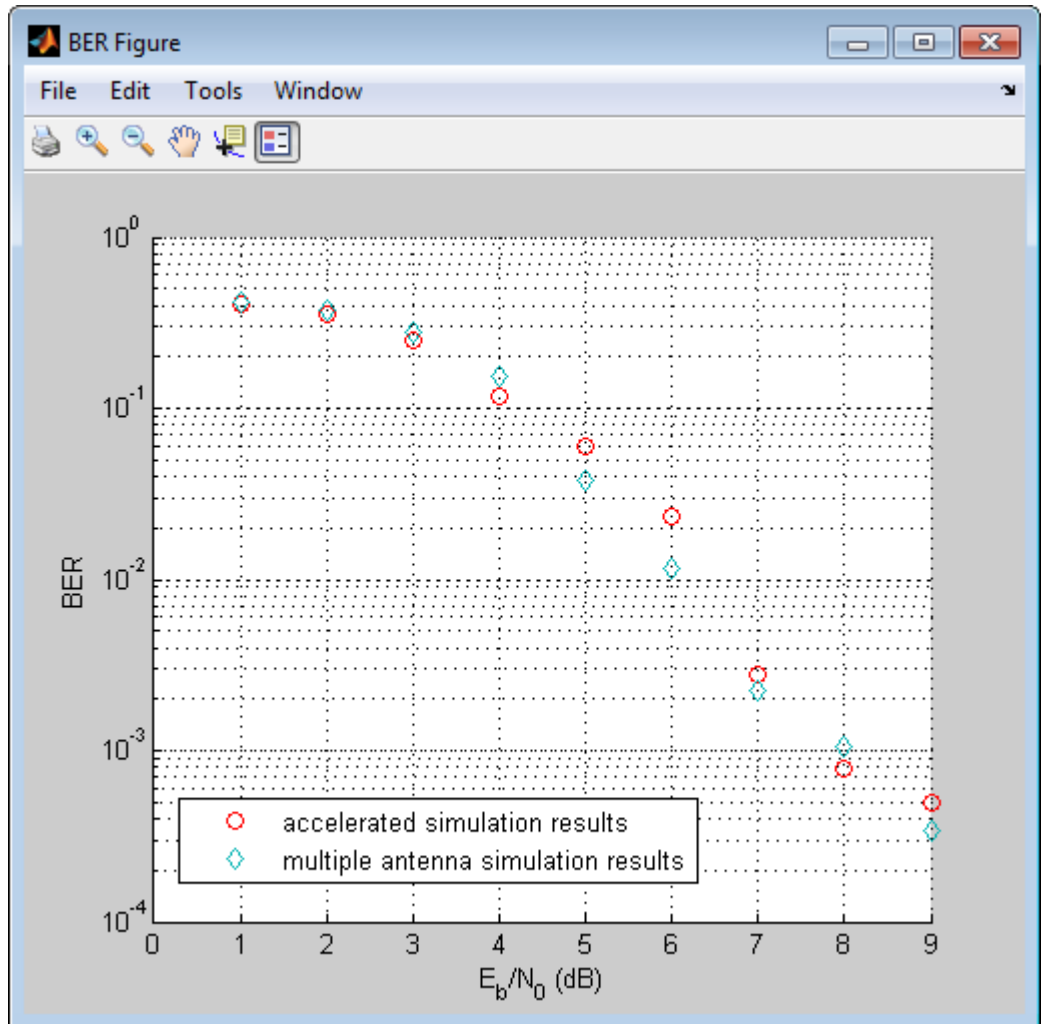 BER Figure
File Edit Tools Window
10^0
10^-1
10^-2
10^-3
10^-4
BER
accelerated simulation results
multiple antenna simulation results
0 1 2 3 4 5 6 7 8 9
E_b/N_0 (dB)